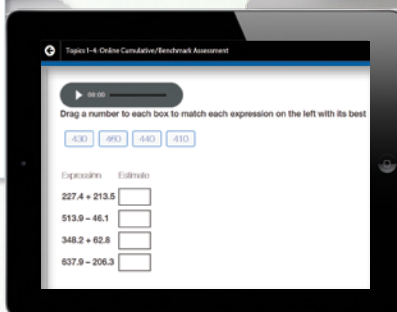 Topics 1–4: Online Cumulative/Benchmark Assessment
00:00
Drag a number to each box to match each expression on the left with its best
430 460 440 410
Expression Estimate
227.4 + 213.5
513.9 – 46.1
348.2 + 62.8
637.9 – 206.3